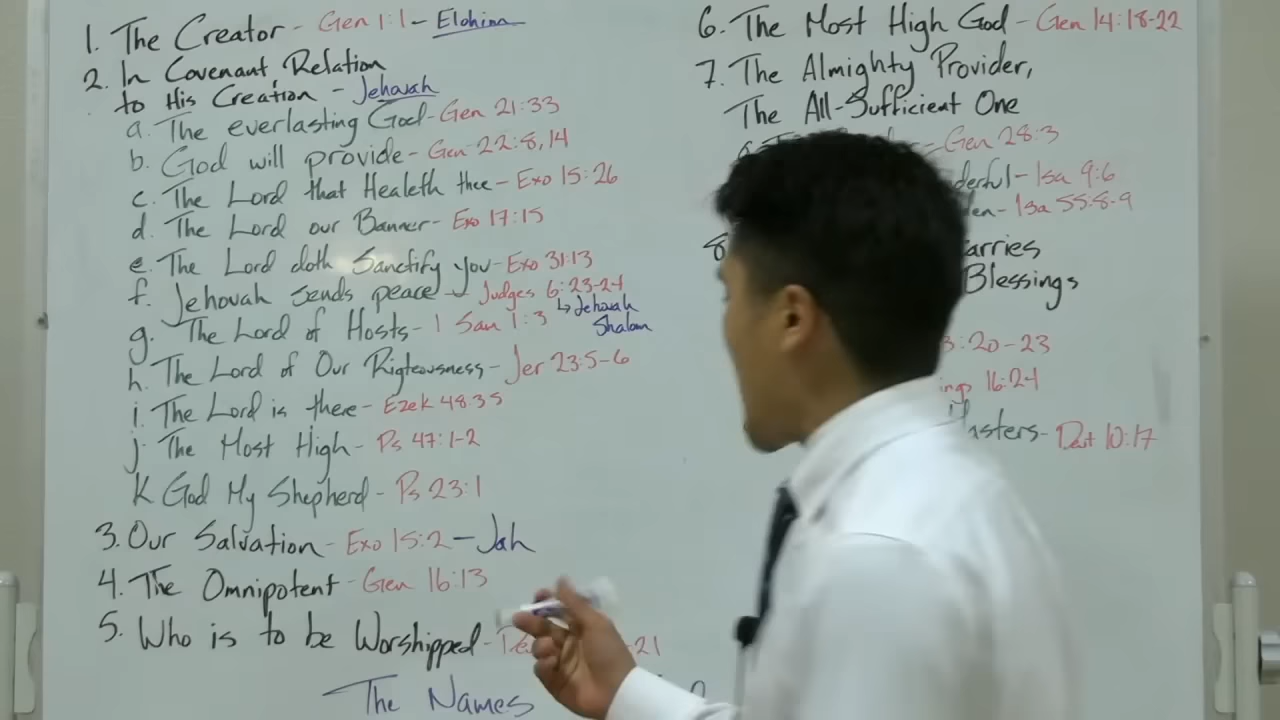 1. The Creator - Gen 1:1 - Elohim
2. In Covenant Relation
to His Creation - Jehovah
a. The everlasting God - Gen 21:33
b. God will provide - Gen 22:8,14
c. The Lord that Healeth thee - Exo 15:26
d. The Lord our Banner - Exo 17:15
e. The Lord doth Sanctify you - Exo 31:13
f. Jehovah sends peace - Judges 6:23-24
↳ Jehovah
Shalom
g. The Lord of Hosts - 1 Sam 1:3
h. The Lord of Our Righteousness - Jer 23:5-6
i. The Lord is there - Ezek 48:35
j The Most High - Ps 47:1-2
K God My Shepherd - Ps 23:1
3. Our Salvation - Exo 15:2 - Jah
4. The Omnipotent - Gen 16:13
5. Who is to be Worshipped - 21
The Names
6. The Most High God - Gen 14:18-22
7. The Almighty Provider,
The All-Sufficient One
- Gen 28:3
derful - Isa 9:6
den - Isa 55:8-9
8 arries
Blessings
3:20-23
ings 16:24
Masters - Deut 10:17